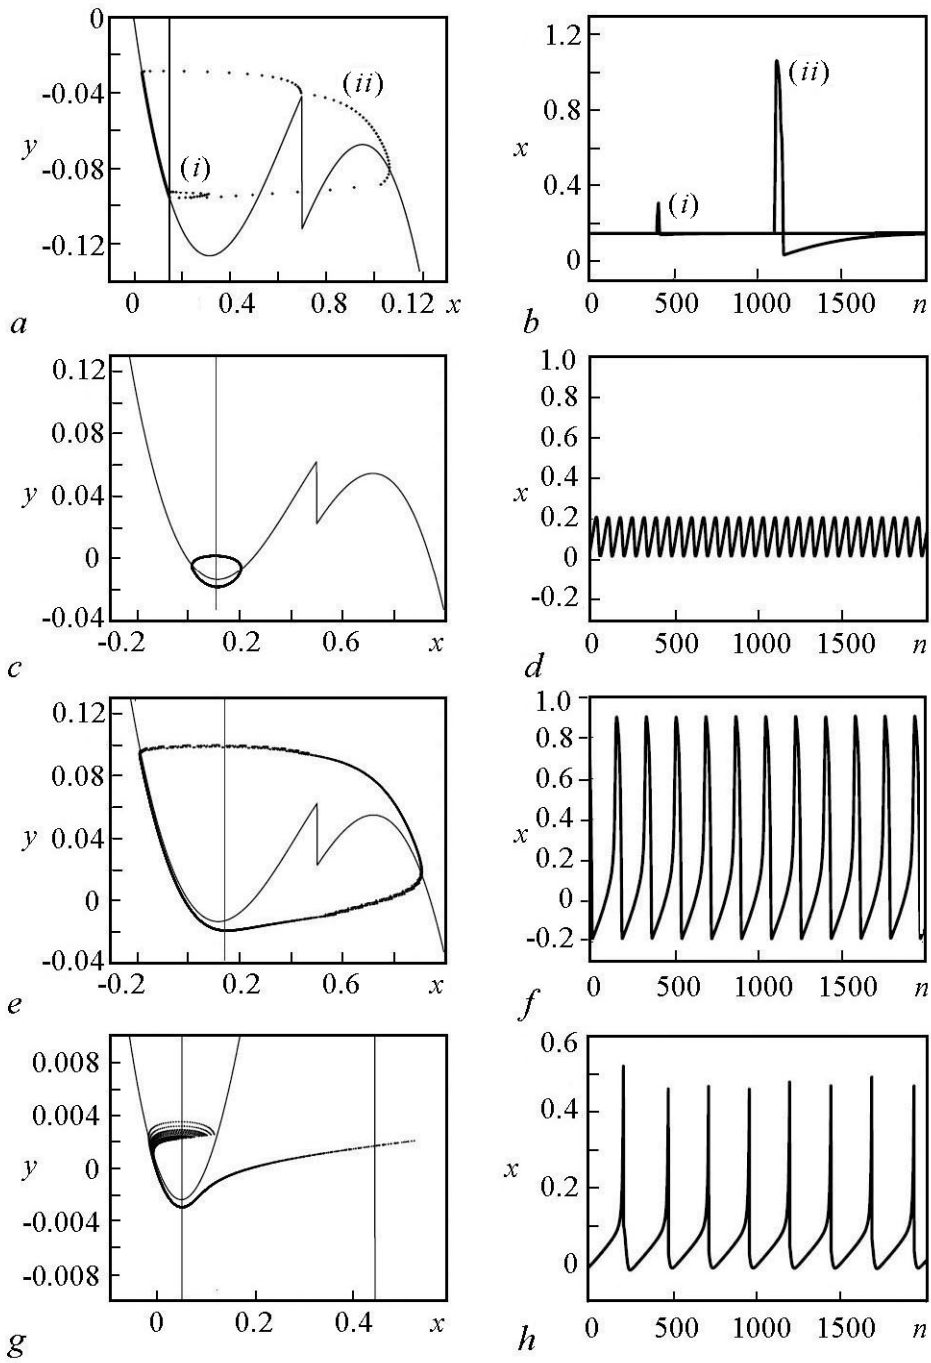 0
-0.04
y
-0.08
-0.12
(i)
(ii)
0 0.4 0.8 0.12 x
a
1.2
0.8
x
0.4
0
(i)
(ii)
0 500 1000 1500 n
b
0.12
0.08
y 0.04
0
-0.04
-0.2 0.2 0.6 x
c
1.0
0.8
0.6
0.4
x
0.2
0
-0.2
0 500 1000 1500 n
d
0.12
0.08
y 0.04
0
-0.04
-0.2 0.2 0.6 x
e
1.0
0.8
0.6
0.4
x
0.2
0
-0.2
0 500 1000 1500 n
f
0.008
0.004
y 0
-0.004
-0.008
0 0.2 0.4 x
g
0.6
0.4
x
0.2
0
0 500 1000 1500 n
h